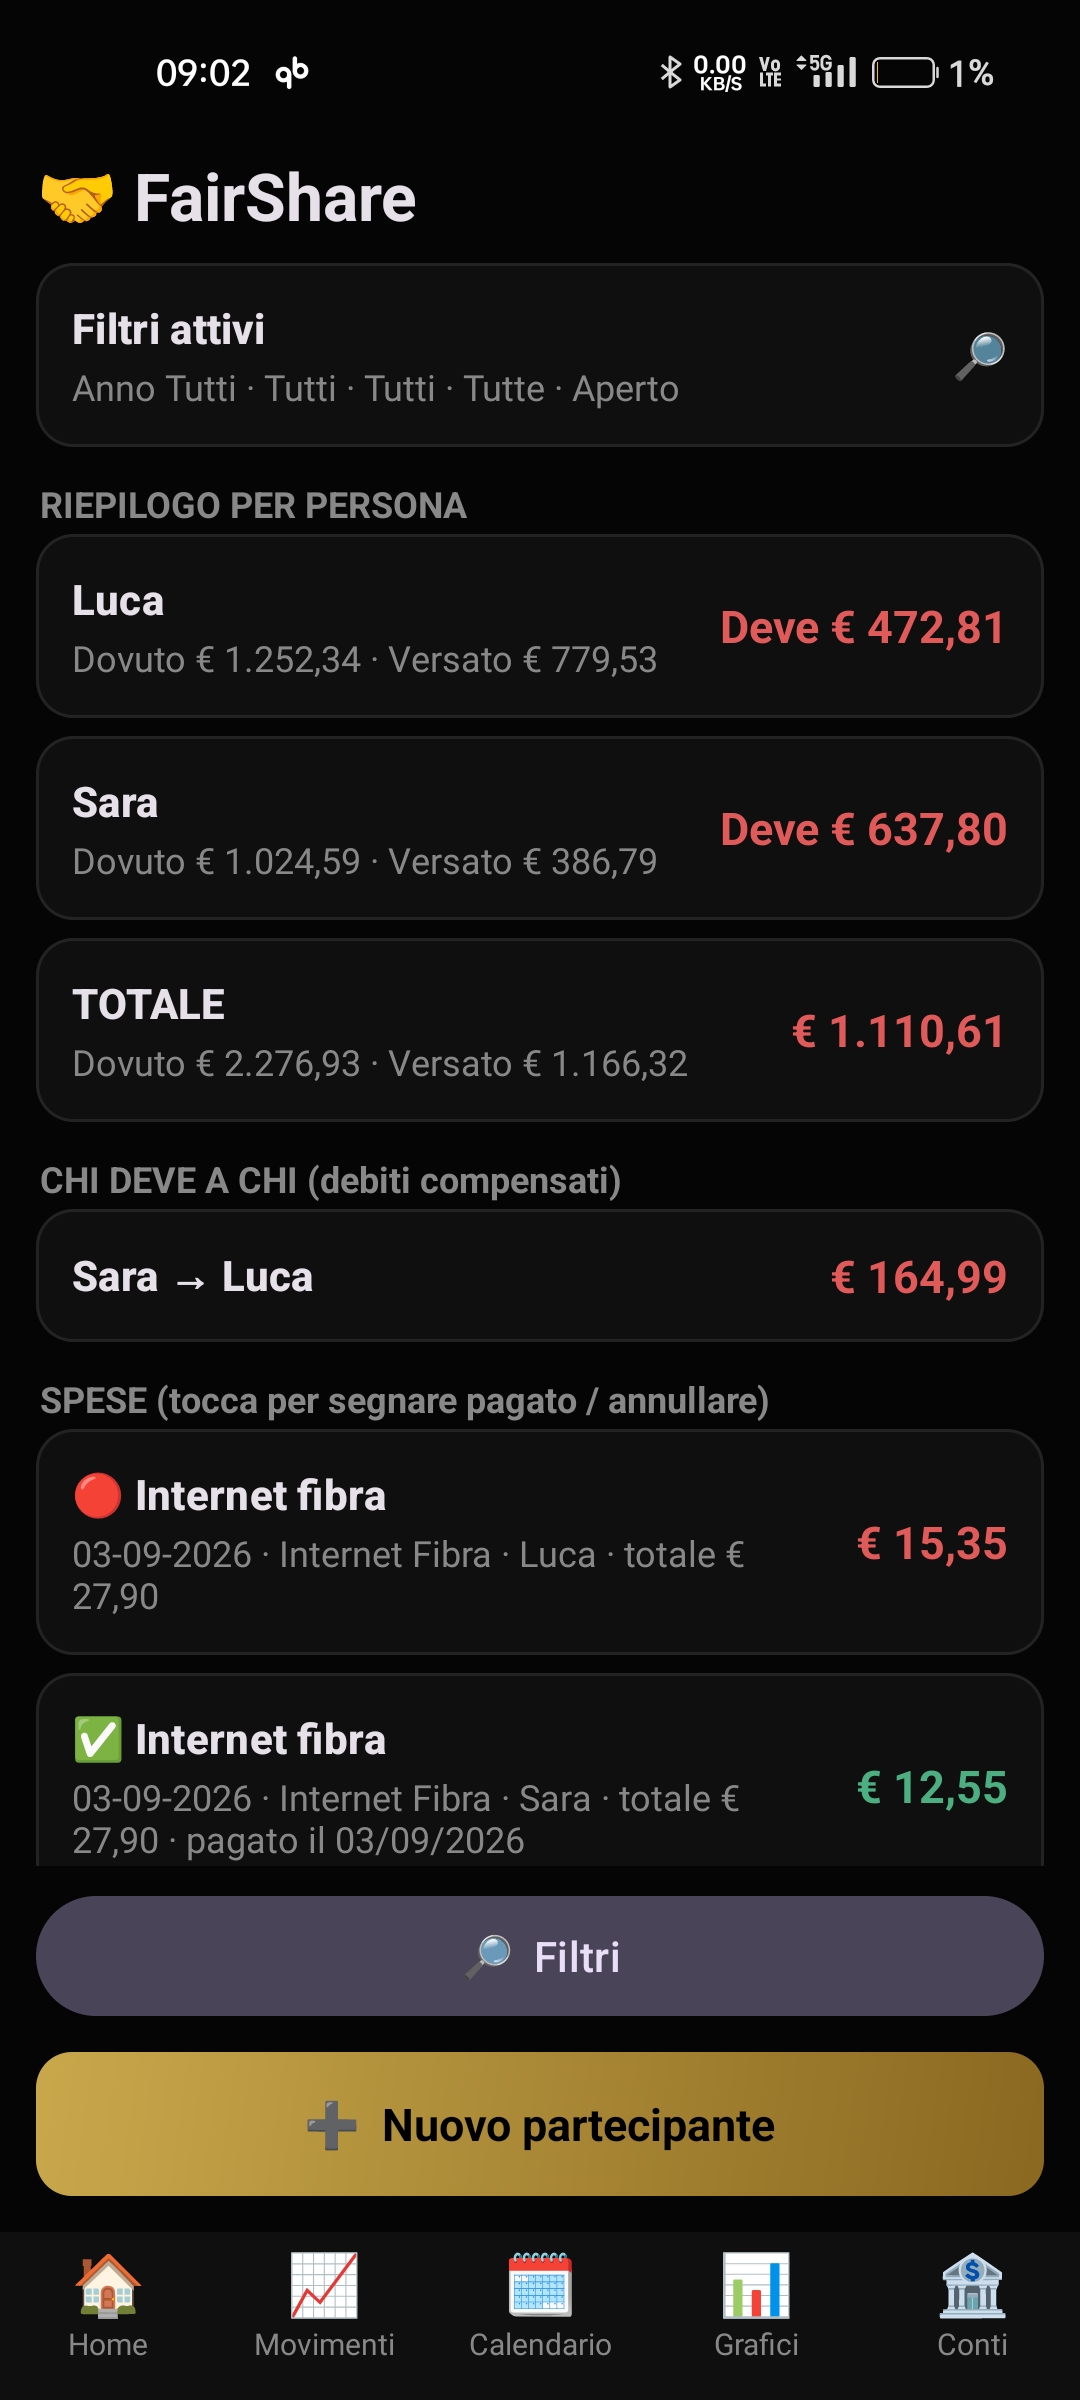 09:02
0.00 KB/S
Vo LTE
5G
1%
🤝 FairShare
Filtri attivi
Anno Tutti · Tutti · Tutti · Tutte · Aperto
RIEPILOGO PER PERSONA
Luca
Dovuto € 1.252,34 · Versato € 779,53
Deve € 472,81
Sara
Dovuto € 1.024,59 · Versato € 386,79
Deve € 637,80
TOTALE
Dovuto € 2.276,93 · Versato € 1.166,32
€ 1.110,61
CHI DEVE A CHI (debiti compensati)
Sara → Luca
€ 164,99
SPESE (tocca per segnare pagato / annullare)
🔴 Internet fibra
03-09-2026 · Internet Fibra · Luca · totale €
27,90
€ 15,35
✅ Internet fibra
03-09-2026 · Internet Fibra · Sara · totale €
27,90 · pagato il 03/09/2026
€ 12,55
🔎 Filtri
➕ Nuovo partecipante
Home
Movimenti
Calendario
Grafici
Conti